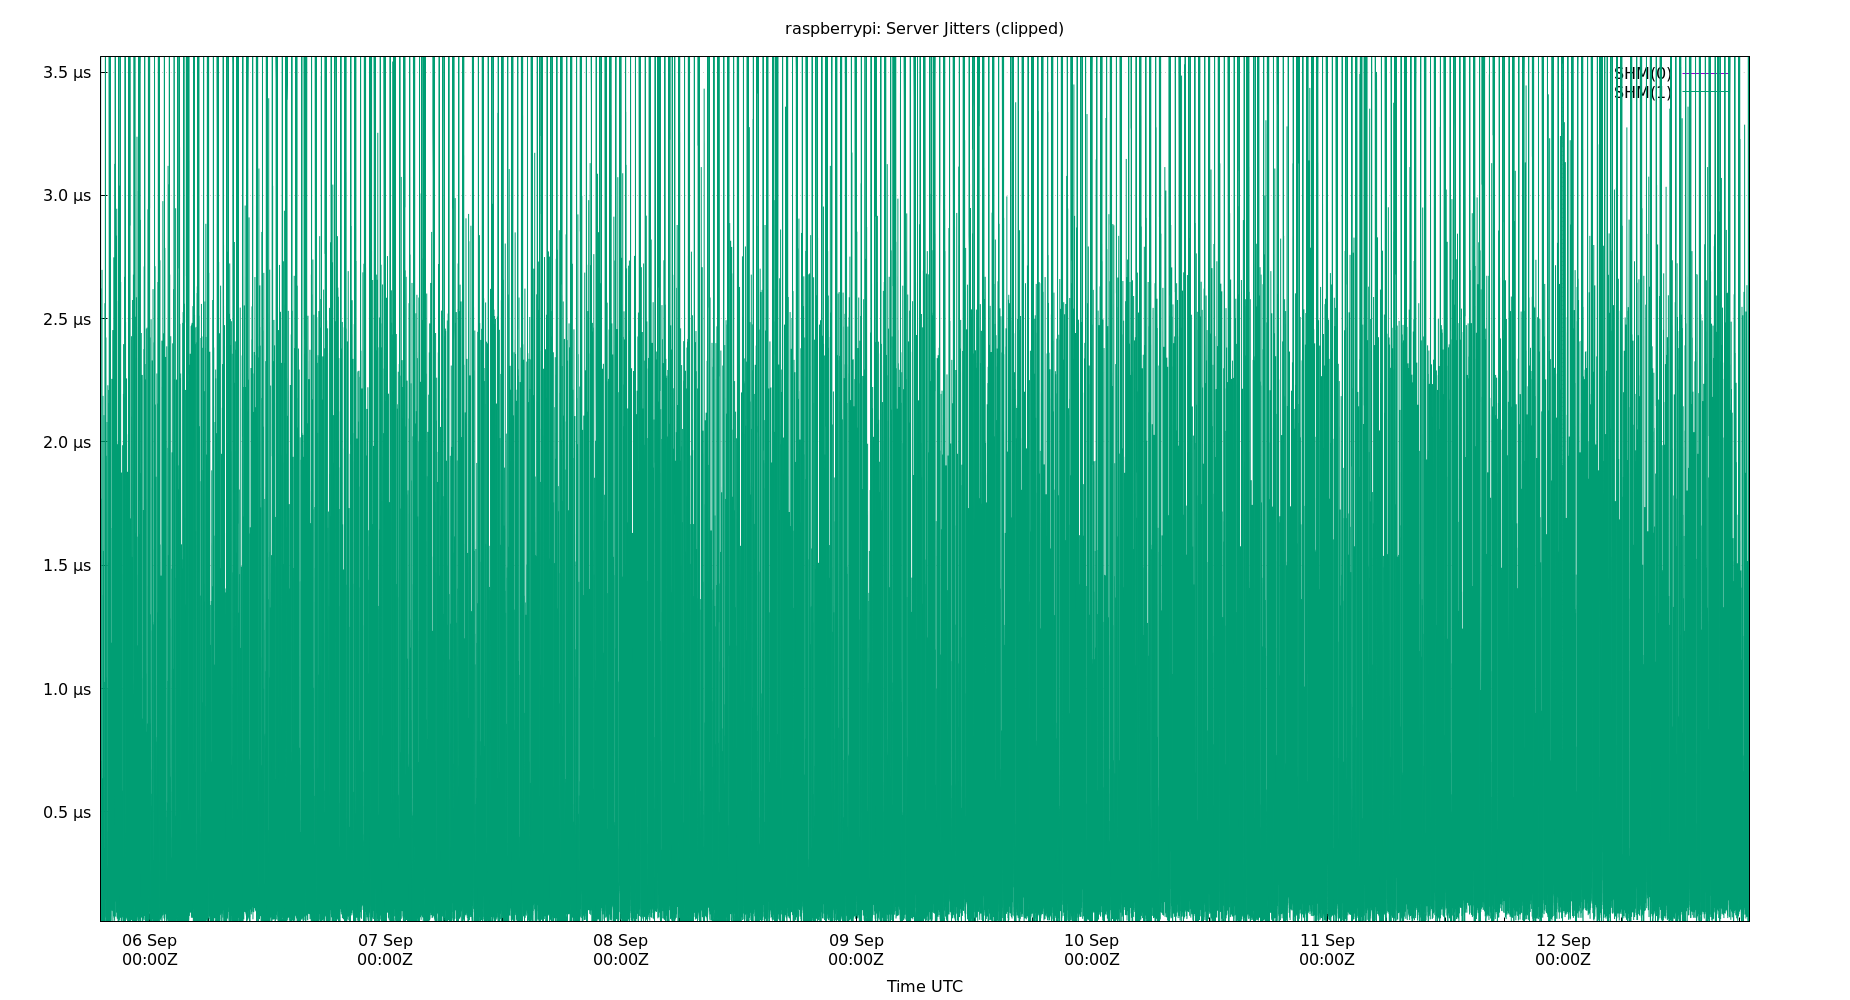 raspberrypi: Server Jitters (clipped)
3.5 μs
SHM(0)
SHM(1)
3.0 μs
2.5 μs
2.0 μs
1.5 μs
1.0 μs
0.5 μs
06 Sep 07 Sep 08 Sep 09 Sep 10 Sep 11 Sep 12 Sep
00:00Z 00:00Z 00:00Z 00:00Z 00:00Z 00:00Z 00:00Z
Time UTC